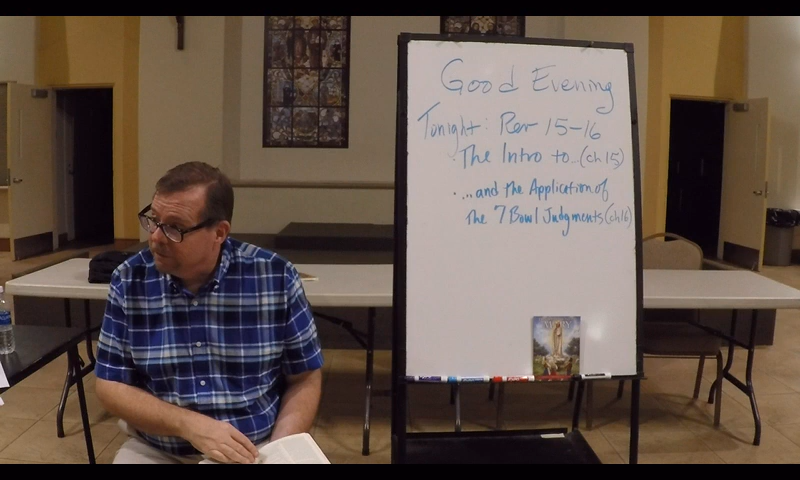 Good Evening
Tonight: Rev 15-16
The Intro to...(ch 15)
...and the Application of
the 7 Bowl Judgments (ch 16)